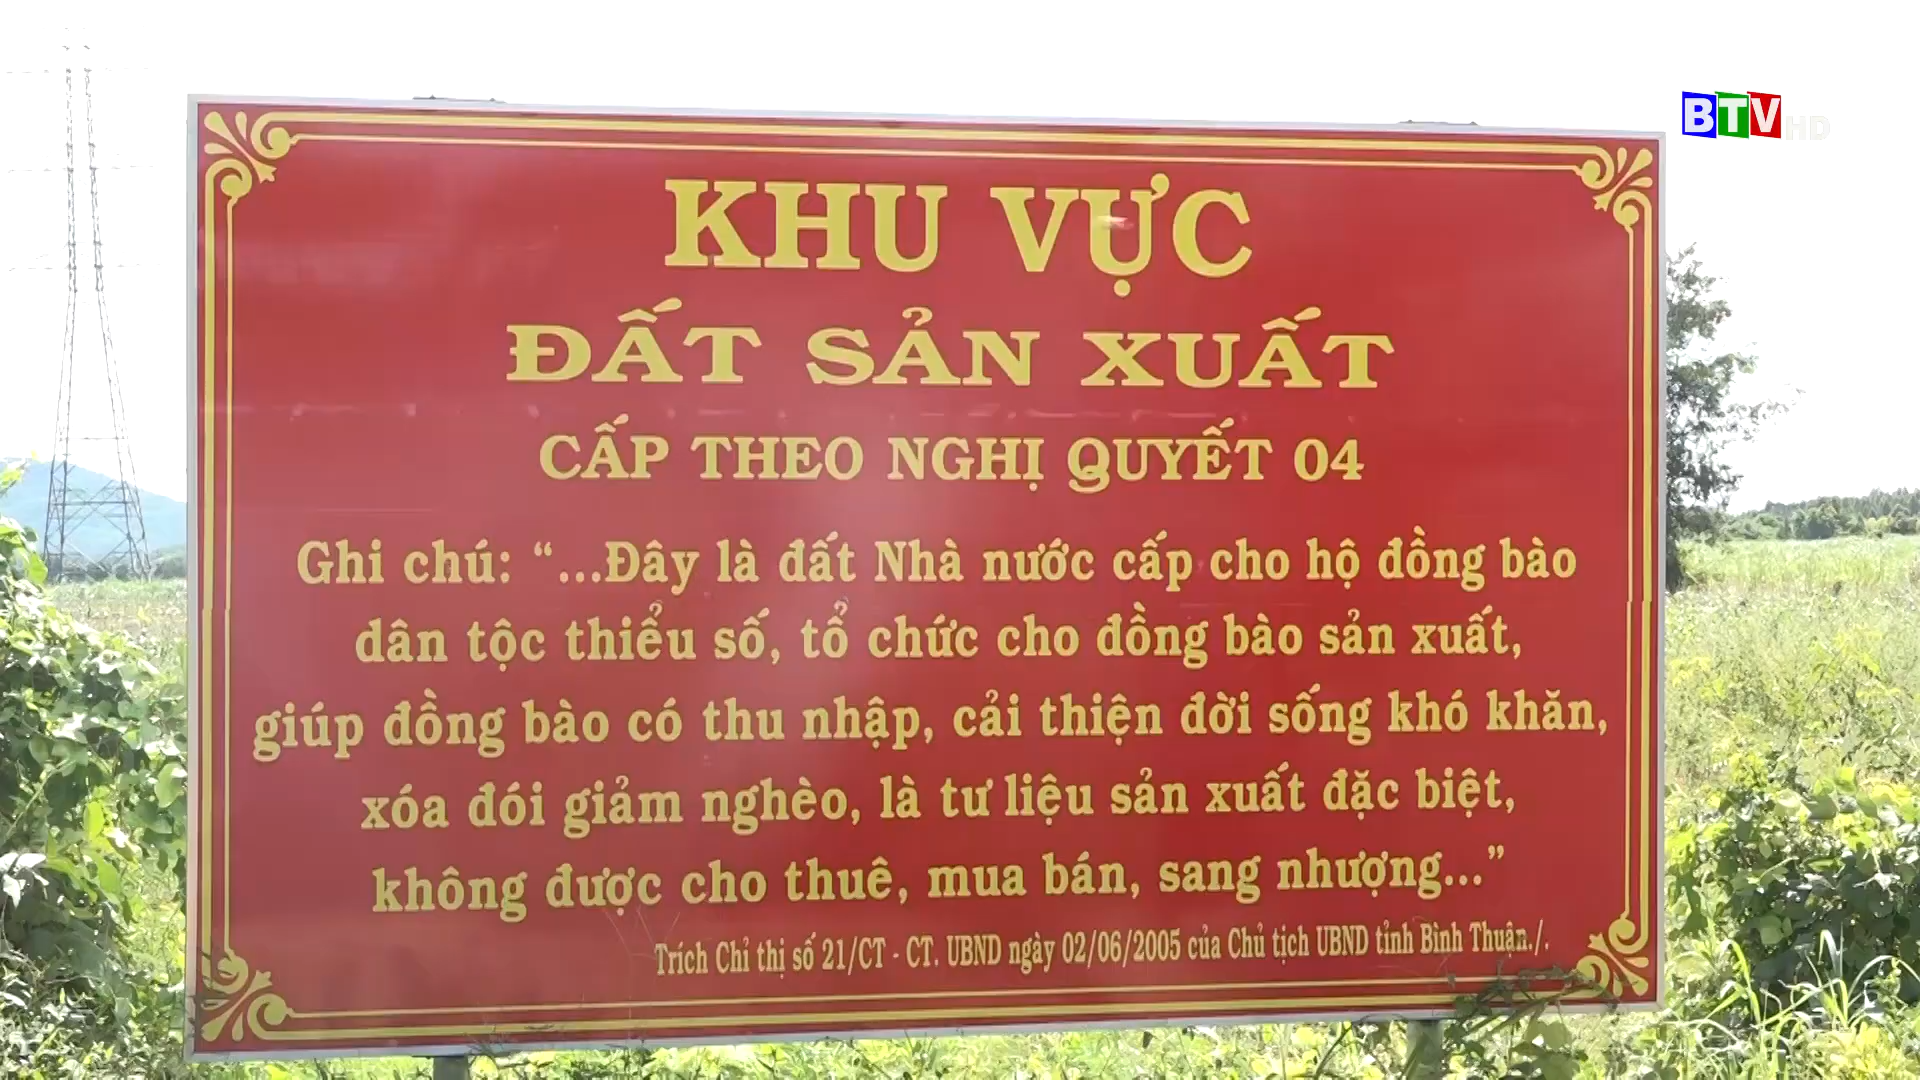 BTV HD
KHU VỰC
ĐẤT SẢN XUẤT
CẤP THEO NGHỊ QUYẾT 04
Ghi chú: “...Đây là đất Nhà nước cấp cho hộ đồng bào
dân tộc thiểu số, tổ chức cho đồng bào sản xuất,
giúp đồng bào có thu nhập, cải thiện đời sống khó khăn,
xóa đói giảm nghèo, là tư liệu sản xuất đặc biệt,
không được cho thuê, mua bán, sang nhượng...”
Trích Chỉ thị số 21/CT - CT. UBND ngày 02/06/2005 của Chủ tịch UBND tỉnh Bình Thuận./.